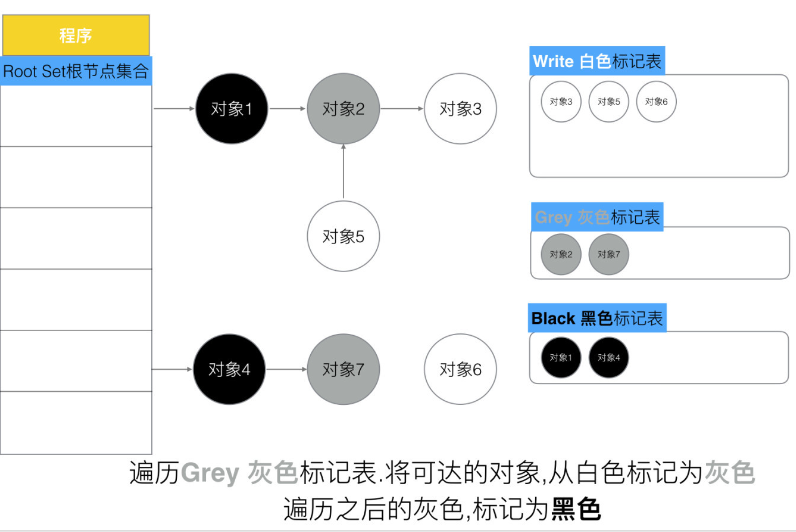 程序
Root Set根节点集合
对象1
对象2
对象3
对象5
对象4
对象7
对象6
Write 白色标记表
对象3
对象5
对象6
Grey 灰色标记表
对象2
对象7
Black 黑色标记表
对象1
对象4
遍历Grey 灰色标记表.将可达的对象,从白色标记为灰色
遍历之后的灰色,标记为黑色